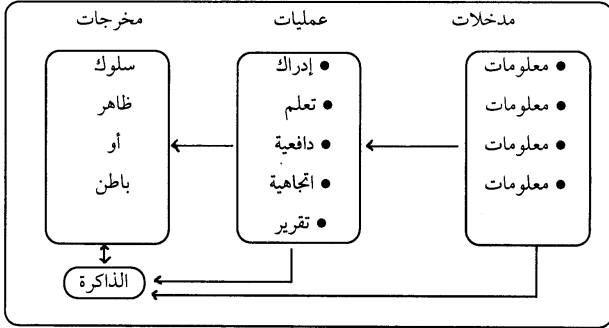 مدخلات
عمليات
مخرجات
• معلومات
• معلومات
• معلومات
• معلومات
• إدراك
• تعلم
• دافعية
• اتجاهية
• تقرير
سلوك
ظاهر
أو
باطن
الذاكرة